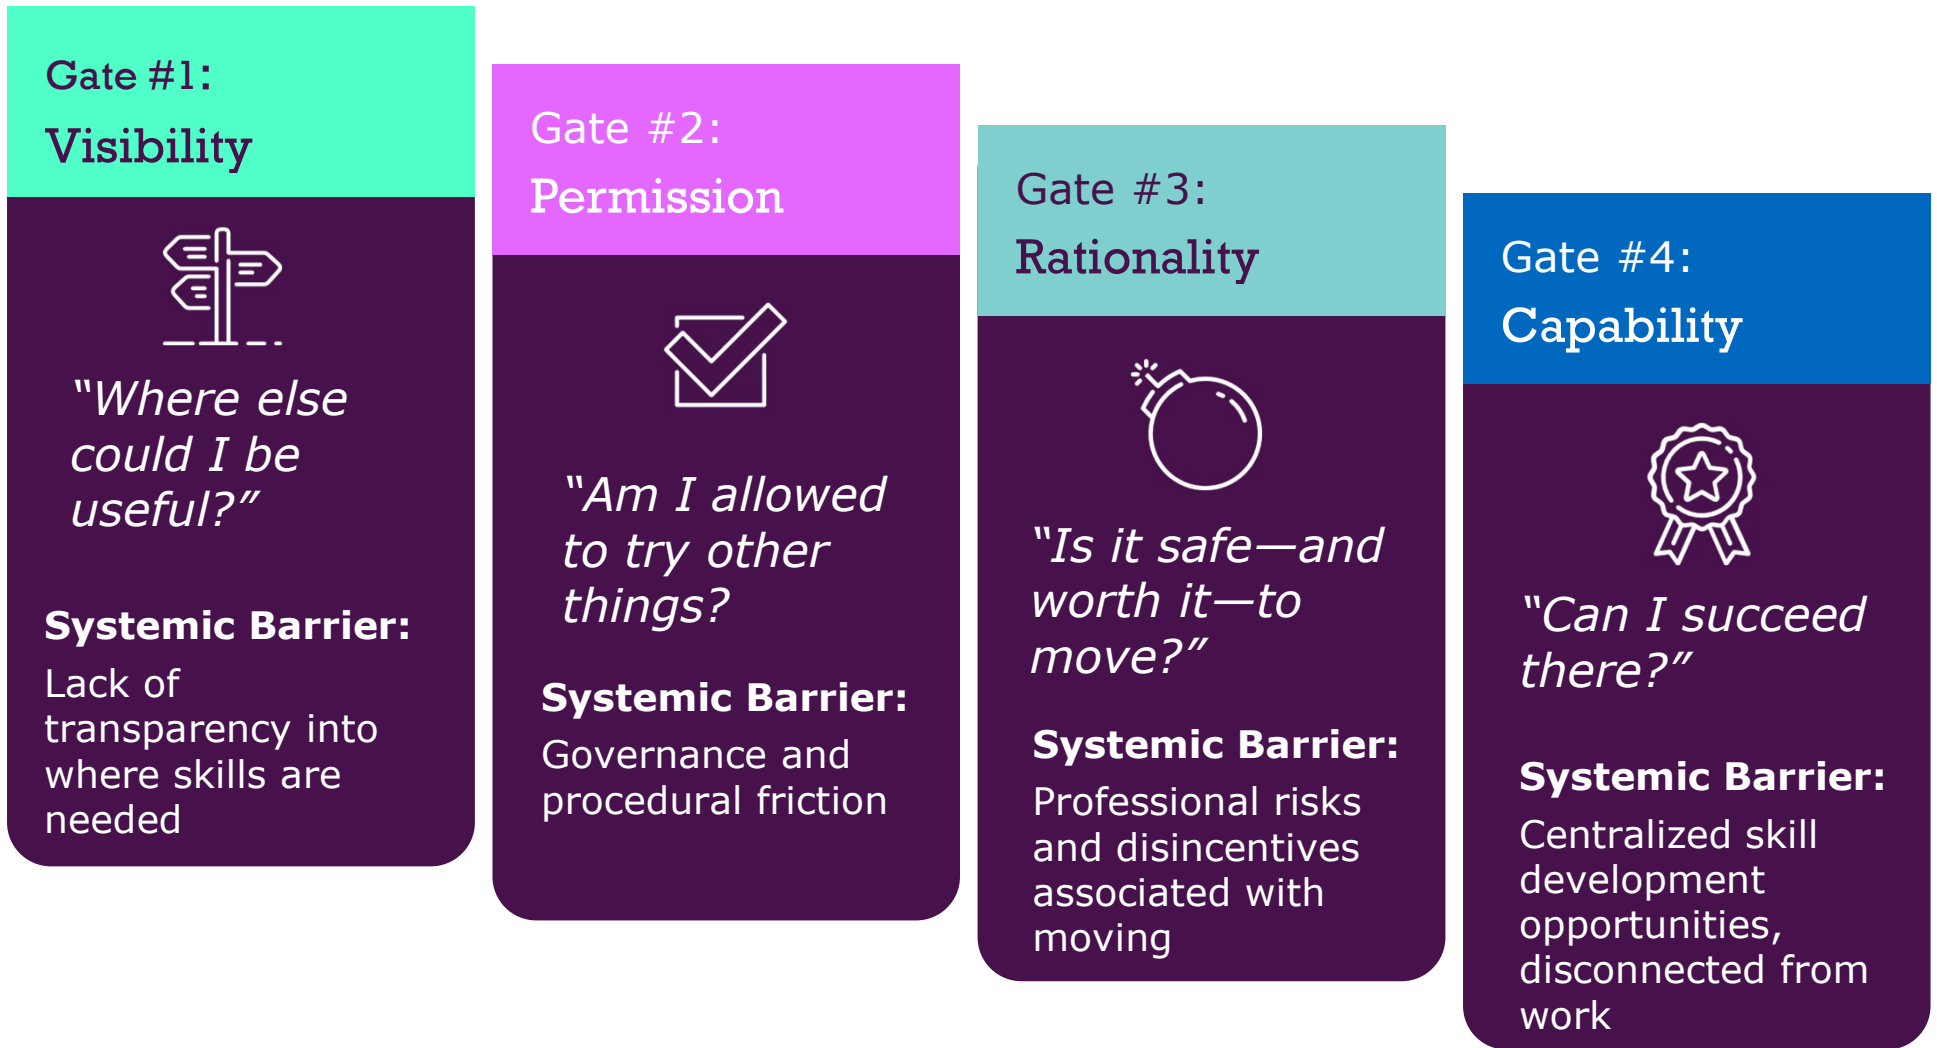 Gate #1:
Visibility
“Where else
could I be
useful?”
Systemic Barrier:
Lack of
transparency into
where skills are
needed
Gate #2:
Permission
“Am I allowed
to try other
things?
Systemic Barrier:
Governance and
procedural friction
Gate #3:
Rationality
“Is it safe—and
worth it—to
move?”
Systemic Barrier:
Professional risks
and disincentives
associated with
moving
Gate #4:
Capability
“Can I succeed
there?”
Systemic Barrier:
Centralized skill
development
opportunities,
disconnected from
work